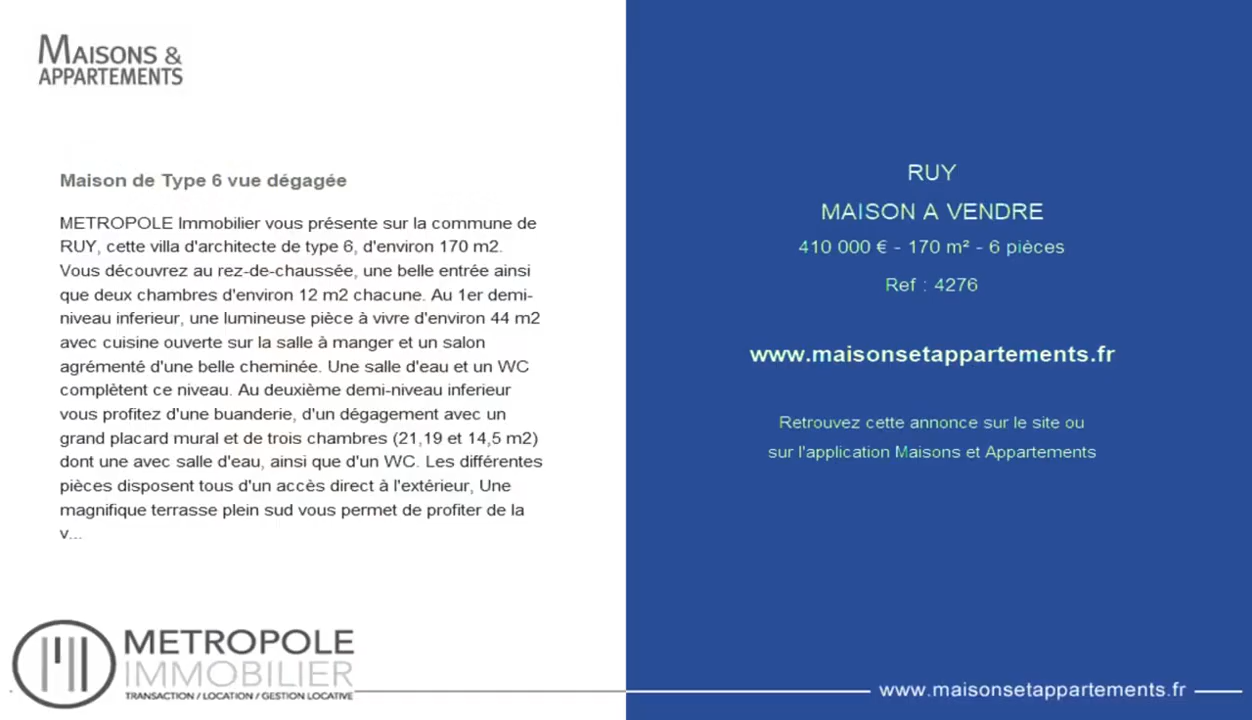 MAISONS &
APPARTEMENTS
Maison de Type 6 vue dégagée
METROPOLE Immobilier vous présente sur la commune de
RUY, cette villa d'architecte de type 6, d'environ 170 m2.
Vous découvrez au rez-de-chaussée, une belle entrée ainsi
que deux chambres d'environ 12 m2 chacune. Au 1er demi-
niveau inferieur, une lumineuse pièce à vivre d'environ 44 m2
avec cuisine ouverte sur la salle à manger et un salon
agrémenté d'une belle cheminée. Une salle d'eau et un WC
complètent ce niveau. Au deuxième demi-niveau inferieur
vous profitez d'une buanderie, d'un dégagement avec un
grand placard mural et de trois chambres (21,19 et 14,5 m2)
dont une avec salle d'eau, ainsi que d'un WC. Les différentes
pièces disposent tous d'un accès direct à l'extérieur, Une
magnifique terrasse plein sud vous permet de profiter de la
v...
METROPOLE
IMMOBILIER
TRANSACTION / LOCATION / GESTION LOCATIVE
RUY
MAISON A VENDRE
410 000 € - 170 m² - 6 pièces
Ref : 4276
www.maisonsetappartements.fr
Retrouvez cette annonce sur le site ou
sur l'application Maisons et Appartements
www.maisonsetappartements.fr